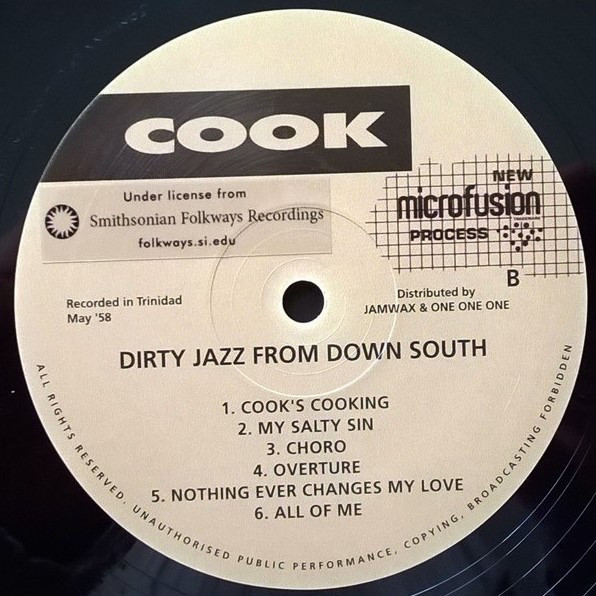 COOK
Under license from
Smithsonian Folkways Recordings
folkways.si.edu
NEW
microfusion
PROCESS
B
Recorded in Trinidad
May '58
Distributed by
JAMWAX & ONE ONE ONE
DIRTY JAZZ FROM DOWN SOUTH
1. COOK'S COOKING
2. MY SALTY SIN
3. CHORO
4. OVERTURE
5. NOTHING EVER CHANGES MY LOVE
6. ALL OF ME
ALL RIGHTS RESERVED. UNAUTHORISED PUBLIC PERFORMANCE, COPYING, BROADCASTING FORBIDDEN